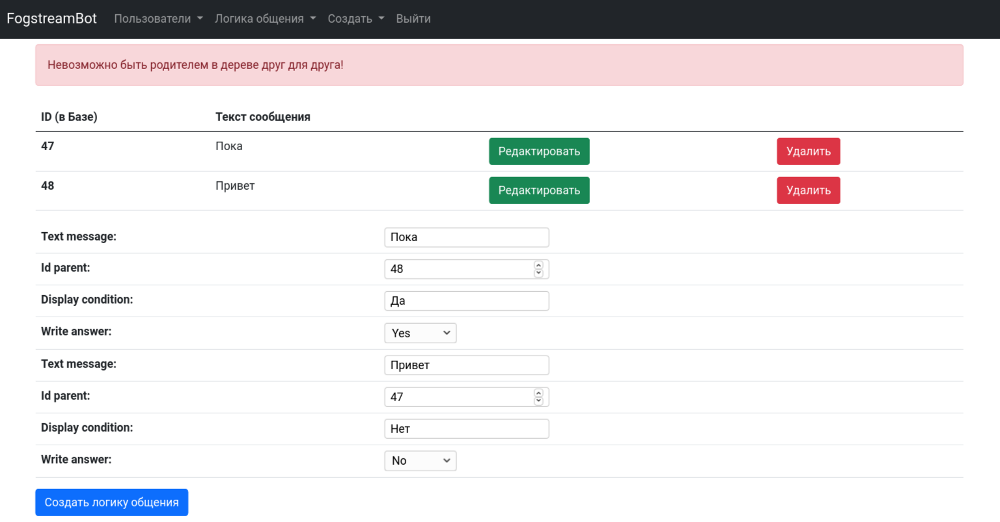 FogstreamBot Пользователи Логика общения Создать Выйти
Невозможно быть родителем в дереве друг для друга!
ID (в Базе) Текст сообщения
47 Пока Редактировать Удалить
48 Привет Редактировать Удалить
Text message: Пока
Id parent: 48
Display condition: Да
Write answer: Yes
Text message: Привет
Id parent: 47
Display condition: Нет
Write answer: No
Создать логику общения